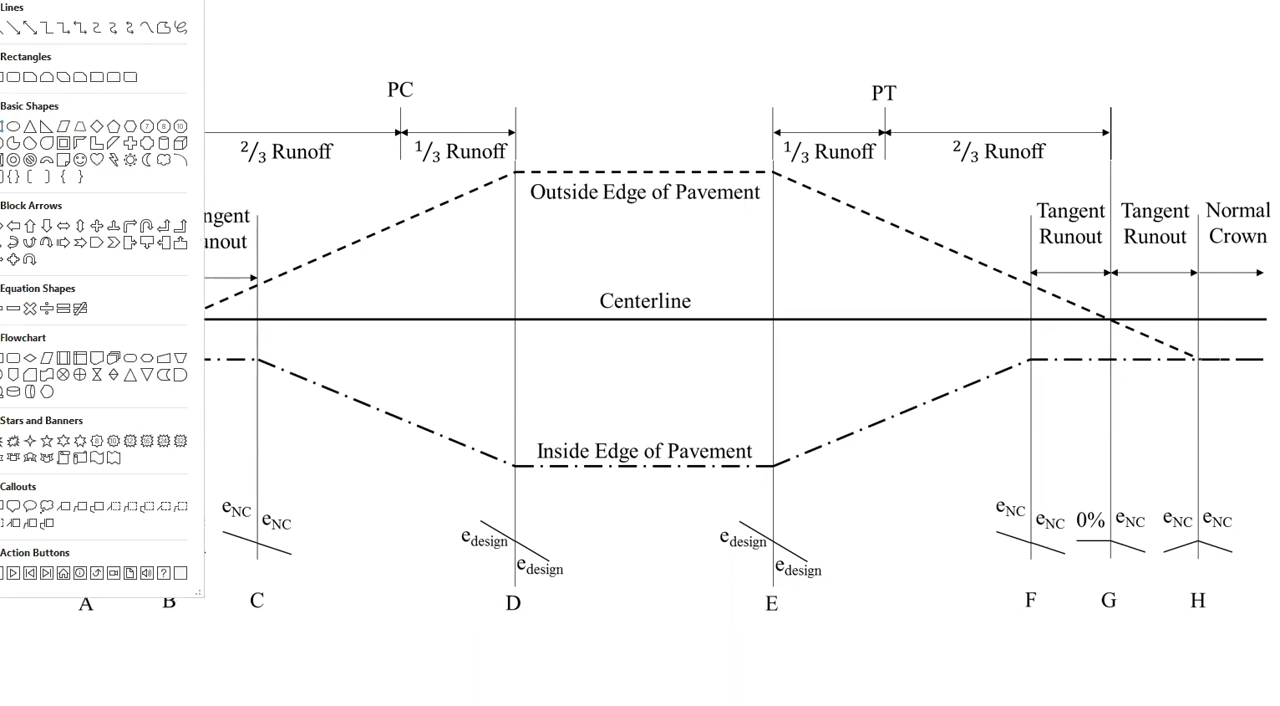 Lines
Rectangles
Basic Shapes
Block Arrows
Equation Shapes
Flowchart
Stars and Banners
Callouts
Action Buttons
PC
PT
2/3 Runoff
1/3 Runoff
1/3 Runoff
2/3 Runoff
Outside Edge of Pavement
ngent
unout
Tangent
Runout
Tangent
Runout
Normal
Crown
Centerline
Inside Edge of Pavement
eNC
eNC
edesign
edesign
edesign
edesign
eNC
eNC
0%
eNC
eNC
eNC
A
B
C
D
E
F
G
H